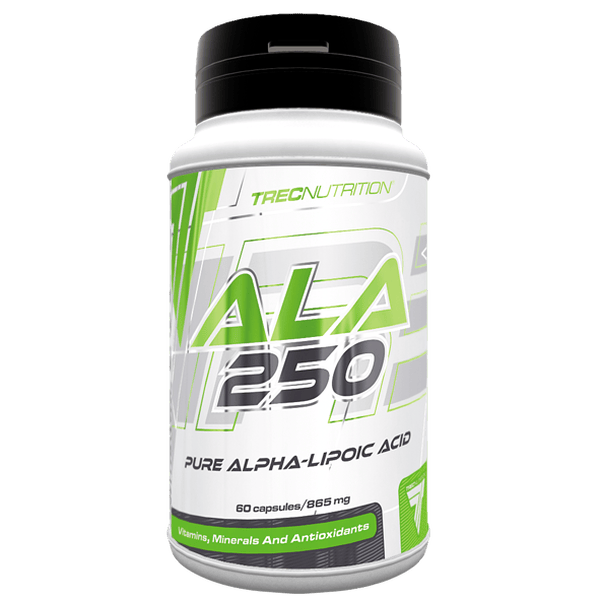 TRECNUTRITION
ALA
250
PURE ALPHA-LIPOIC ACID
60 capsules/865 mg
Vitamins, Minerals And Antioxidants